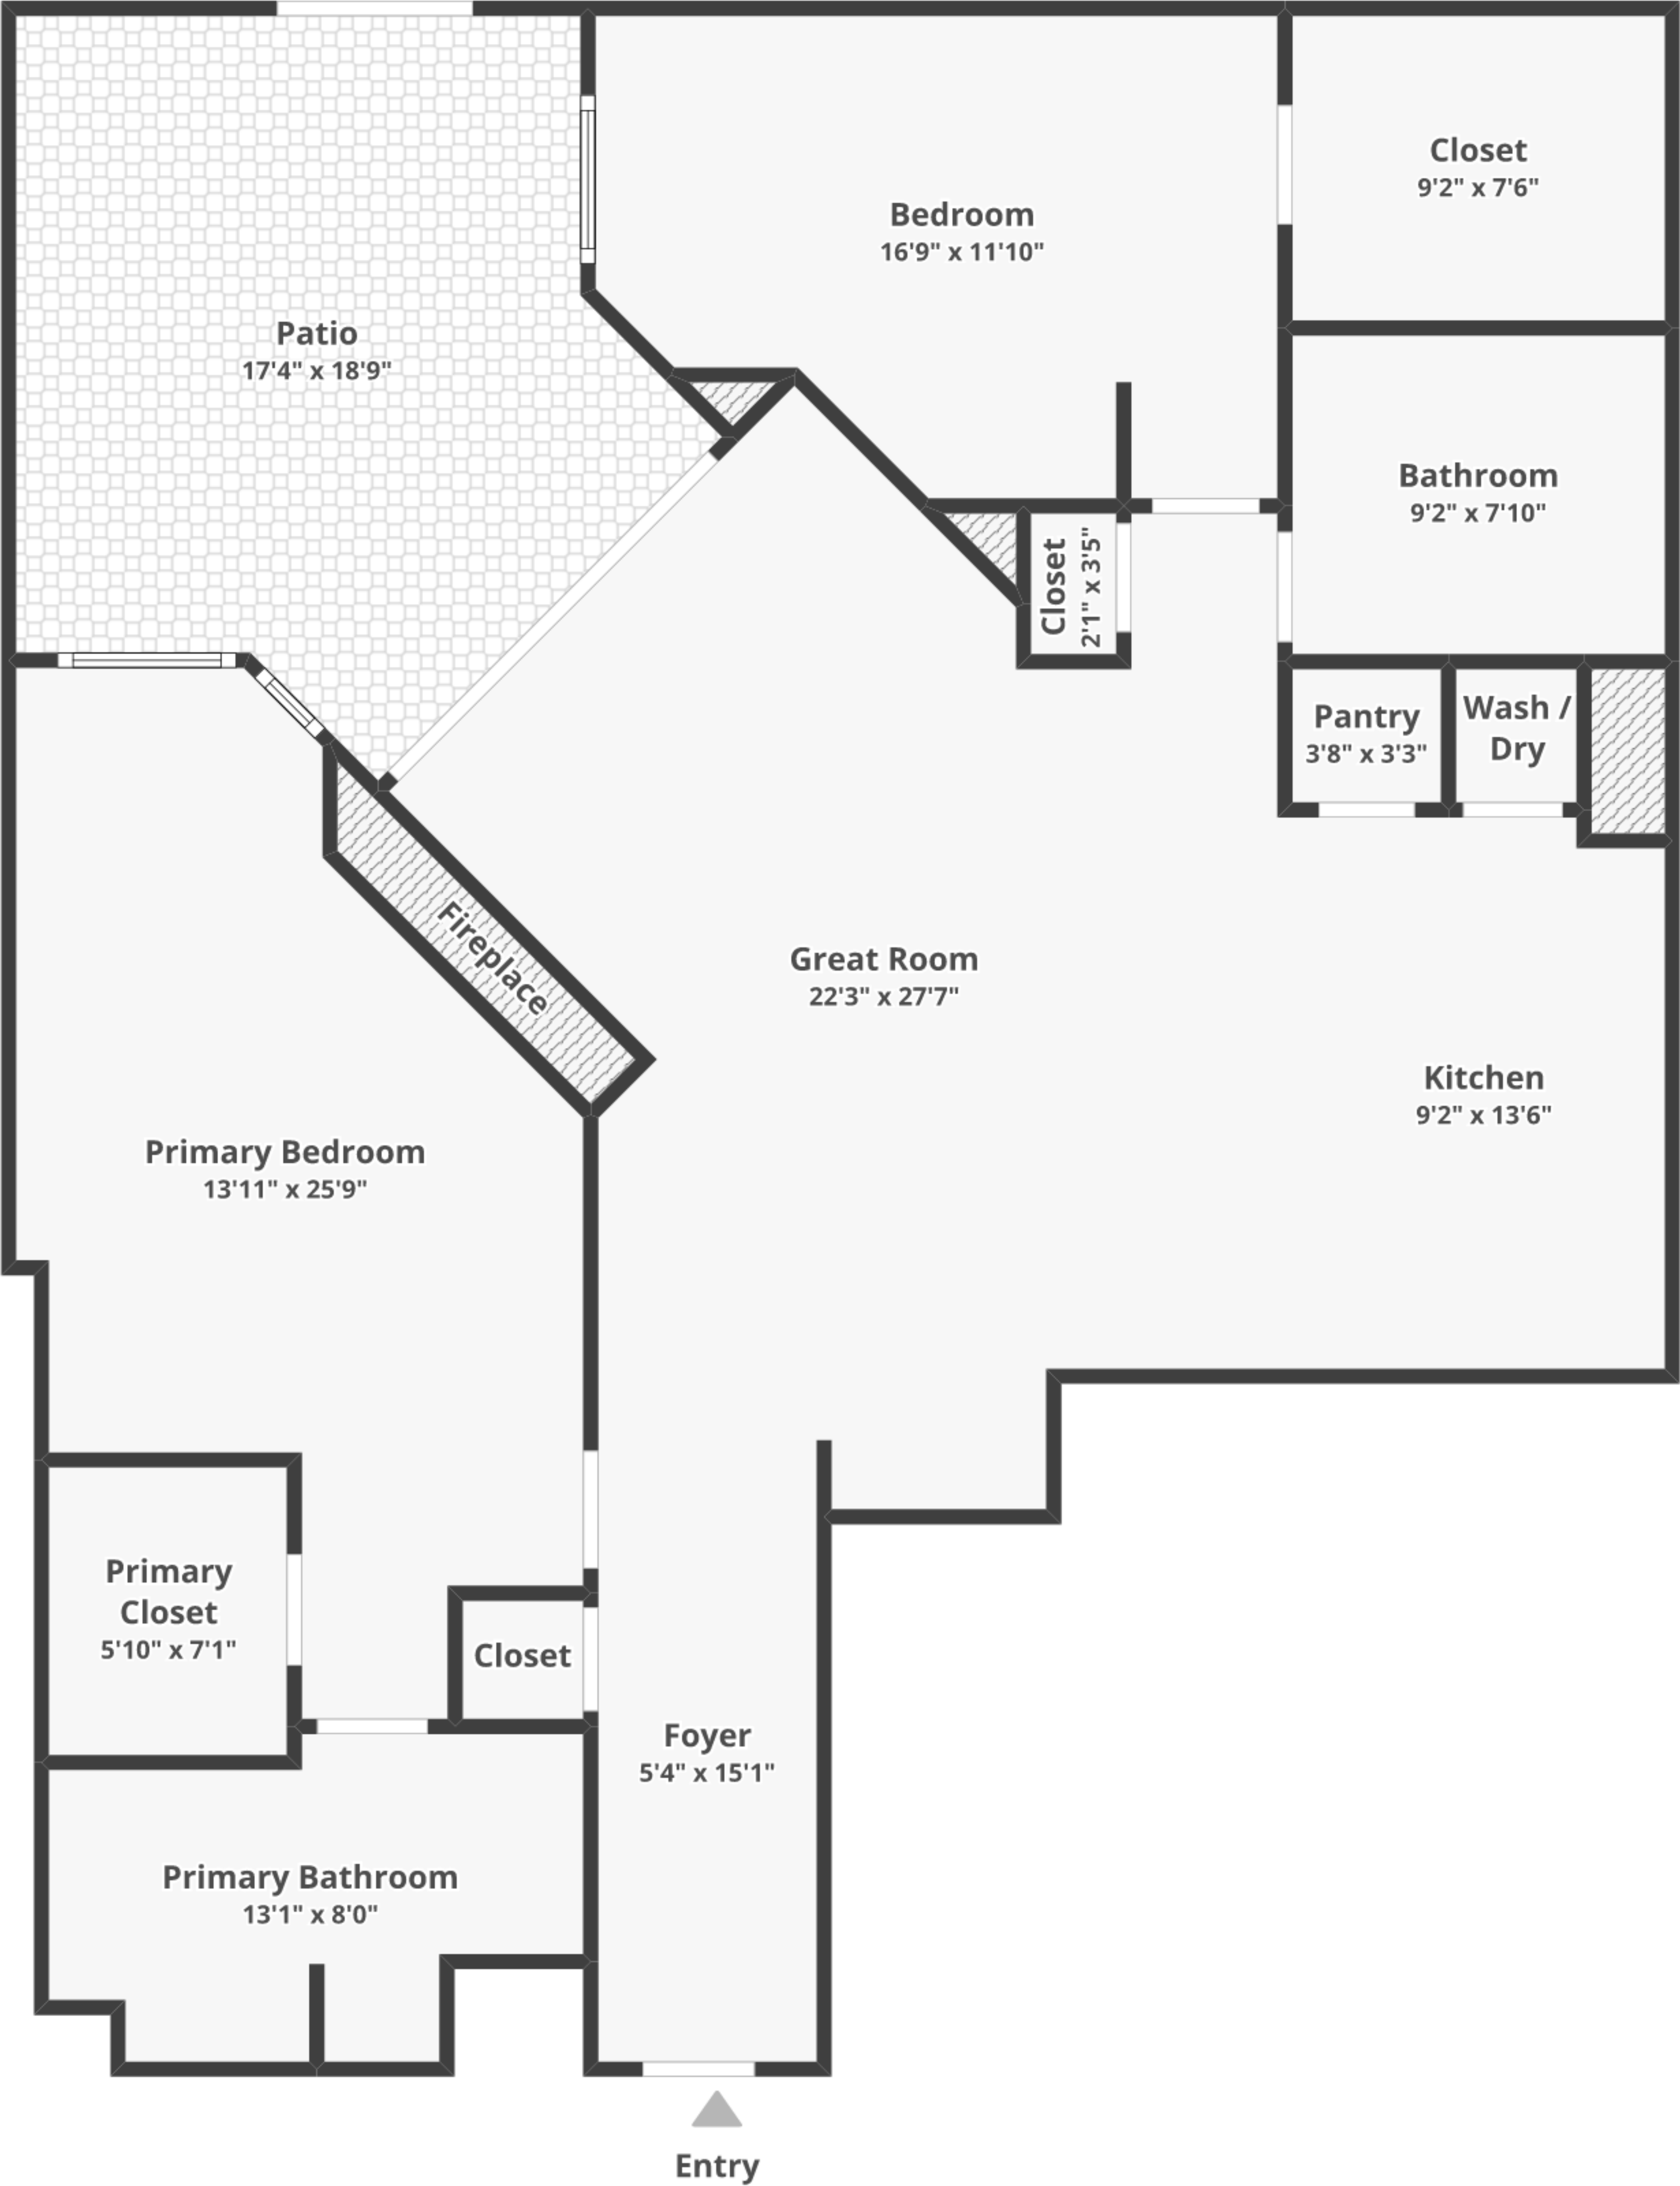 Closet
9'2" x 7'6"
Bedroom
16'9" x 11'10"
Patio
17'4" x 18'9"
Bathroom
9'2" x 7'10"
Closet
2'1" x 3'5"
Pantry
3'8" x 3'3"
Wash /
Dry
Fireplace
Great Room
22'3" x 27'7"
Kitchen
9'2" x 13'6"
Primary Bedroom
13'11" x 25'9"
Primary
Closet
5'10" x 7'1"
Closet
Foyer
5'4" x 15'1"
Primary Bathroom
13'1" x 8'0"
Entry